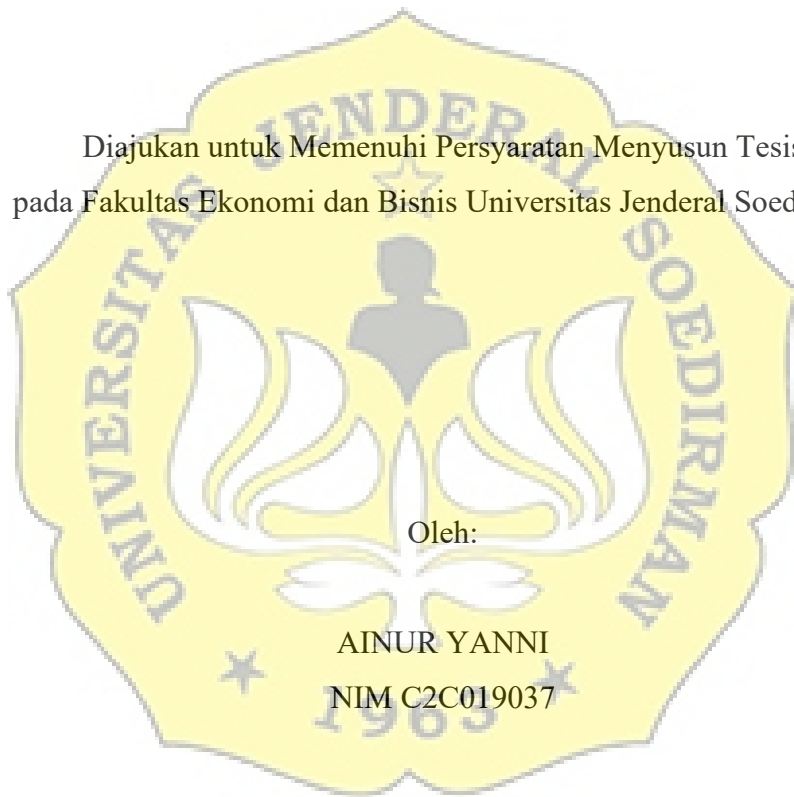 Diajukan untuk Memenuhi Persyaratan Menyusun Tesis
pada Fakultas Ekonomi dan Bisnis Universitas Jenderal Soed
Oleh:
AINUR YANNI
NIM C2C019037
UNIVERSITAS JENDERAL SOEDIRMAN
1963